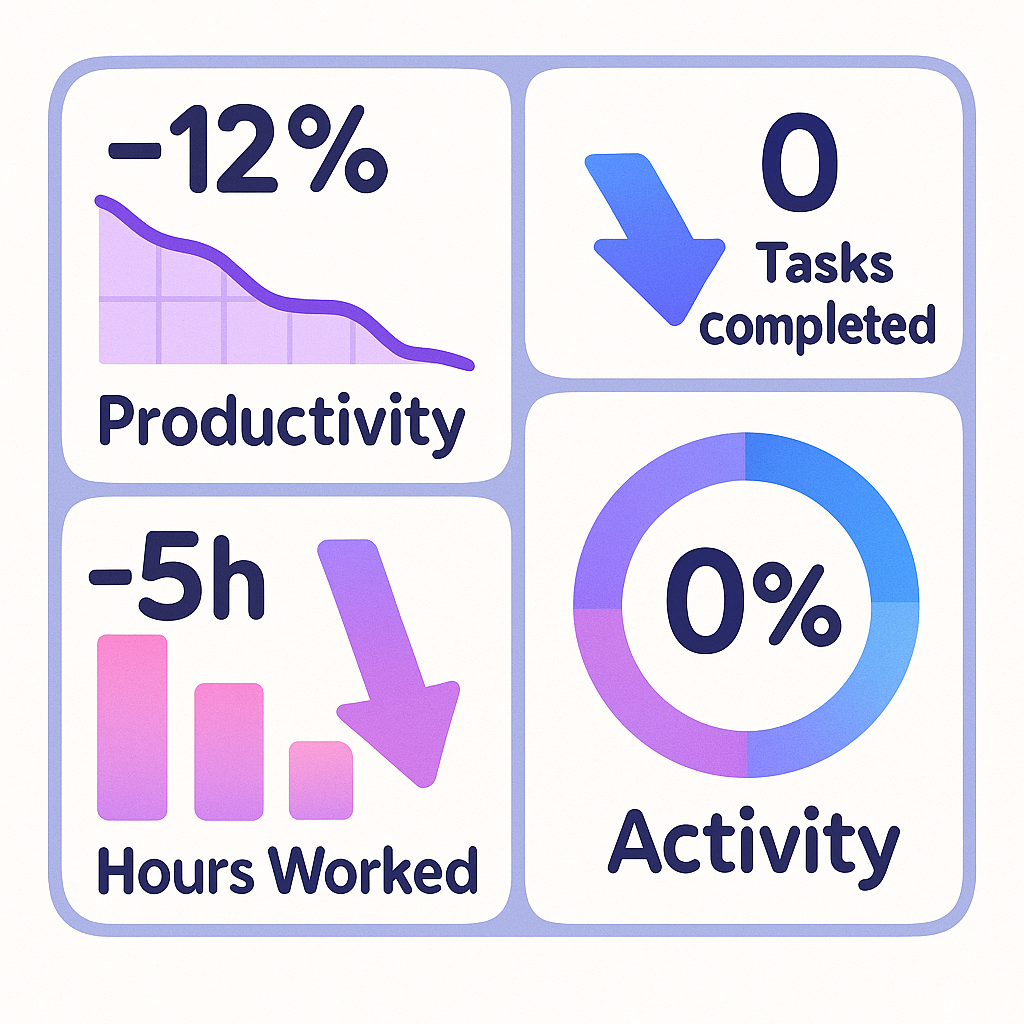 -12%
Productivity
0
Tasks
completed
-5h
Hours Worked
0%
Activity